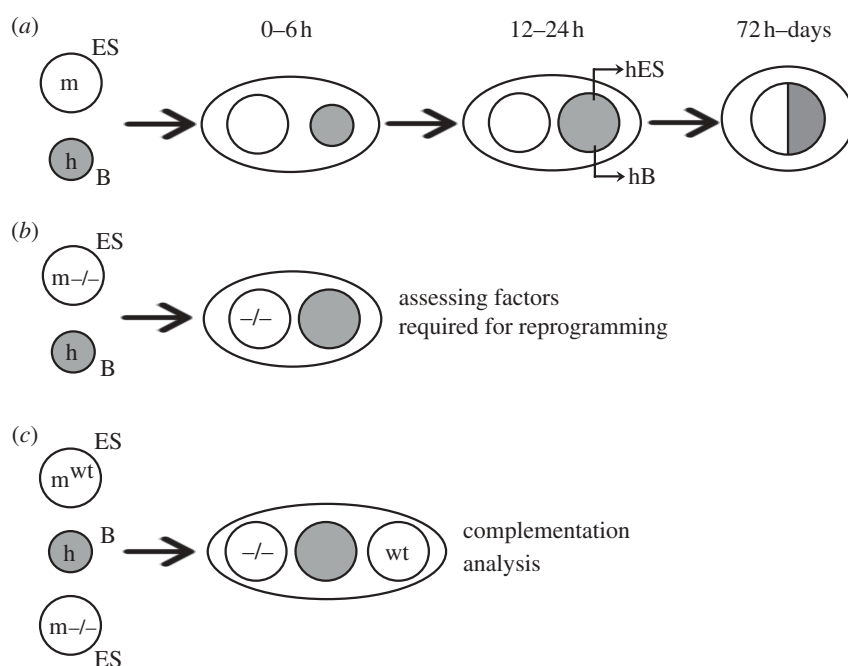 (a)
0–6 h
12–24 h
72 h–days
ES
m
h
B
hES
hB
(b)
ES
m–/–
h
B
–/–
assessing factors
required for reprogramming
(c)
ES
m^wt
B
h
m–/–
ES
–/–
wt
complementation
analysis